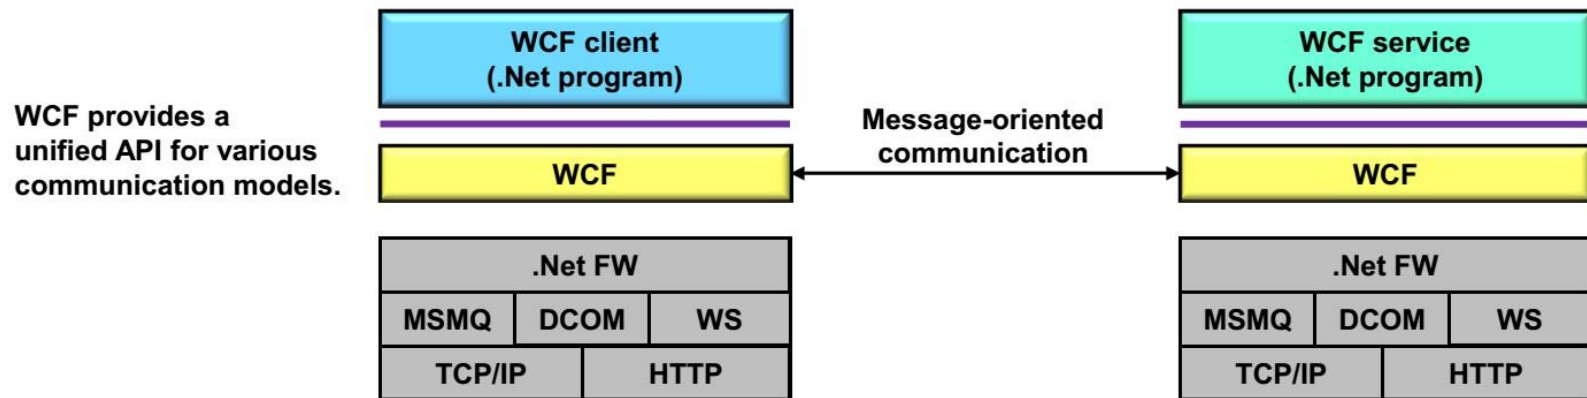 WCF client
(.Net program)
WCF service
(.Net program)
WCF provides a
unified API for various
communication models.
Message-oriented
communication
WCF
WCF
.Net FW
MSMQ DCOM WS
TCP/IP HTTP
.Net FW
MSMQ DCOM WS
TCP/IP HTTP